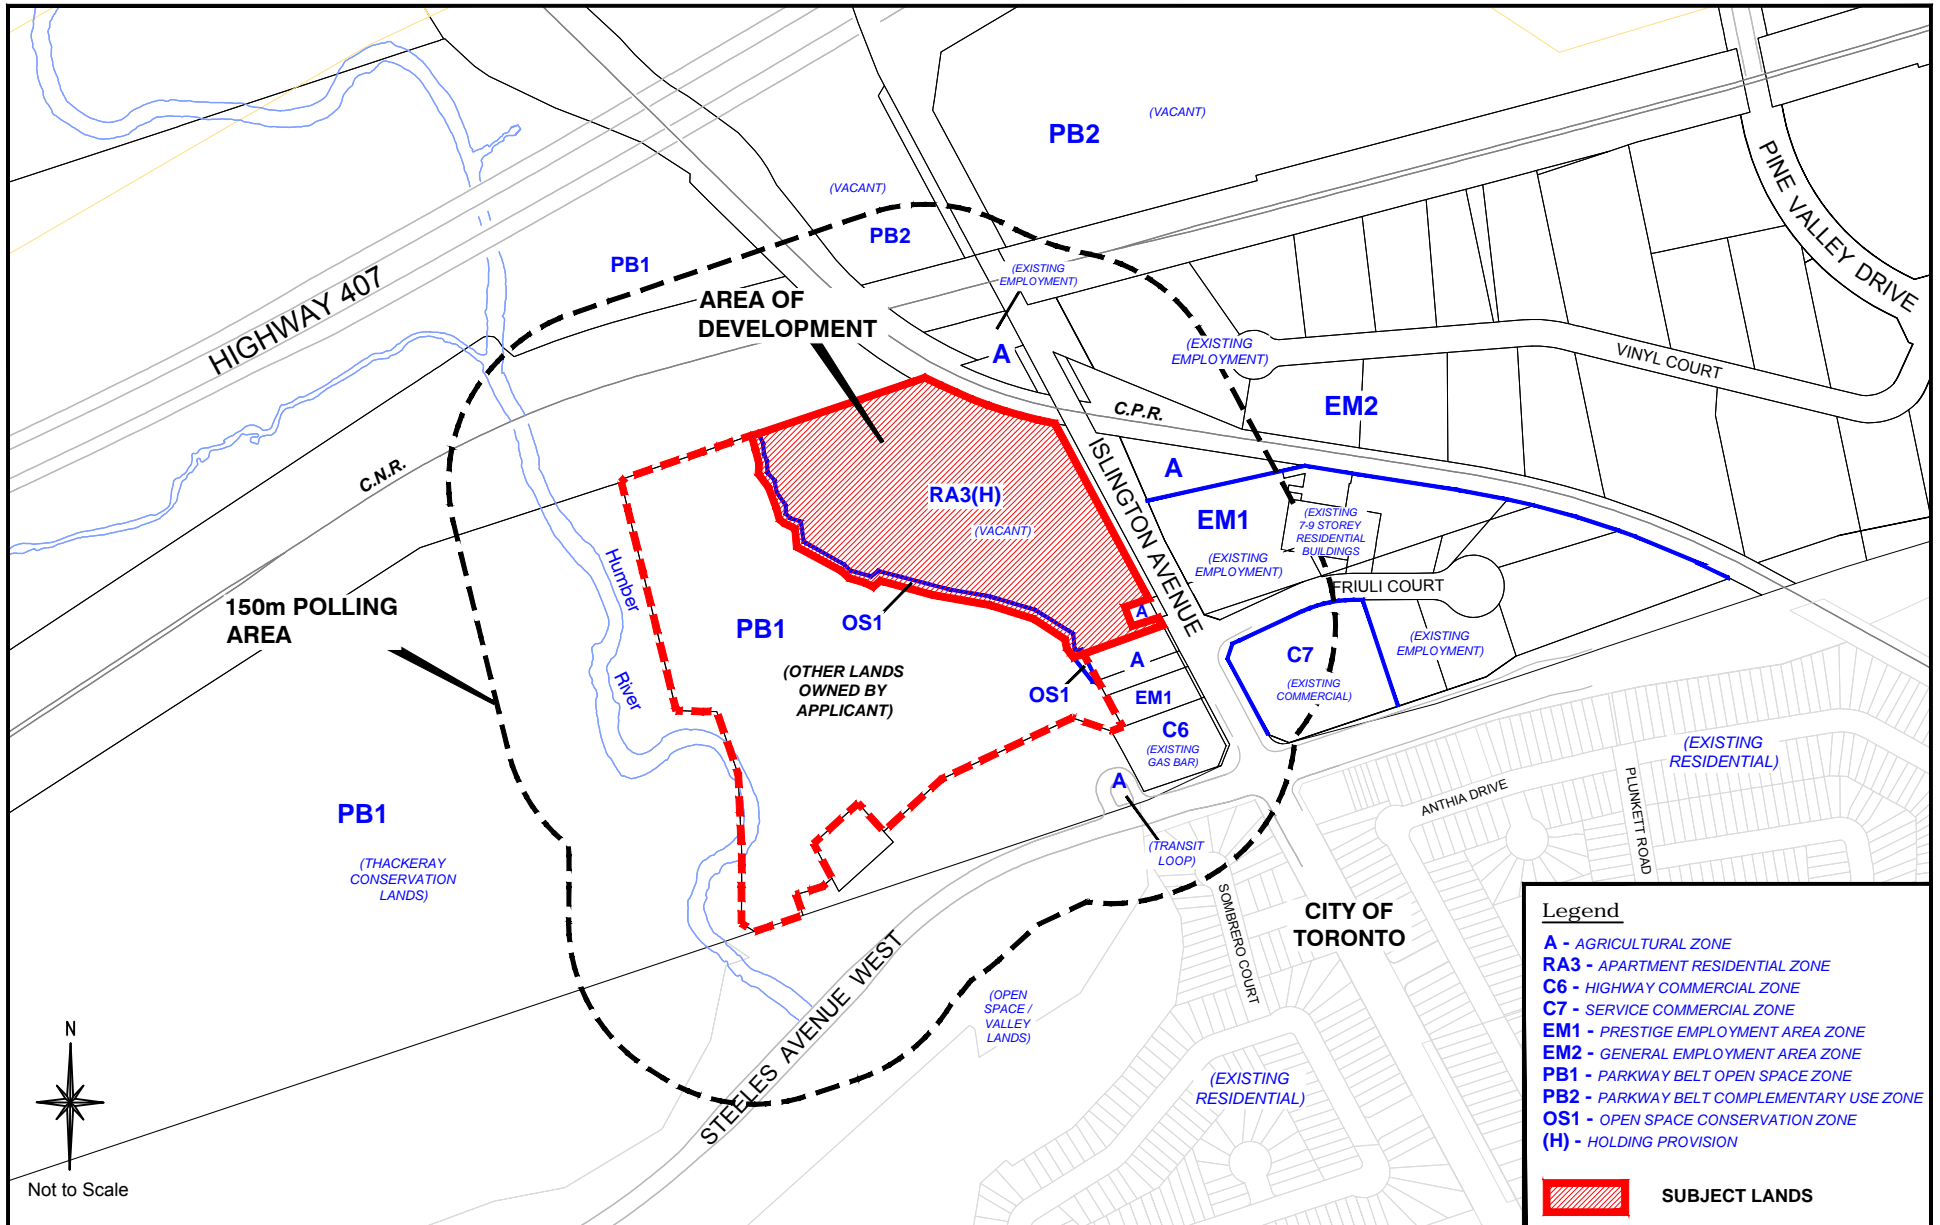 (VACANT)
PB2
PINE VALLEY DRIVE
(VACANT)
PB2
PB1
(EXISTING
EMPLOYMENT)
HIGHWAY 407
AREA OF
DEVELOPMENT
A
(EXISTING
EMPLOYMENT)
VINYL COURT
EM2
C.P.R.
C.N.R.
ISLINGTON AVENUE
A
RA3(H)
(VACANT)
EM1
(EXISTING
EMPLOYMENT)
(EXISTING
7-9 STOREY
RESIDENTIAL
BUILDINGS
FRIULI COURT
Humber
River
150m POLLING
AREA
PB1
OS1
A
(OTHER LANDS
OWNED BY
APPLICANT)
A
OS1
EM1
C6
(EXISTING
GAS BAR)
C7
(EXISTING
COMMERCIAL)
(EXISTING
EMPLOYMENT)
(EXISTING
RESIDENTIAL)
A
(TRANSIT
LOOP)
ANTHIA DRIVE
PLUNKETT ROAD
PB1
(THACKERAY
CONSERVATION
LANDS)
SOMBRERO COURT
CITY OF
TORONTO
STEELES AVENUE WEST
(OPEN
SPACE /
VALLEY
LANDS)
(EXISTING
RESIDENTIAL)
N
Not to Scale
Legend
A - AGRICULTURAL ZONE
RA3 - APARTMENT RESIDENTIAL ZONE
C6 - HIGHWAY COMMERCIAL ZONE
C7 - SERVICE COMMERCIAL ZONE
EM1 - PRESTIGE EMPLOYMENT AREA ZONE
EM2 - GENERAL EMPLOYMENT AREA ZONE
PB1 - PARKWAY BELT OPEN SPACE ZONE
PB2 - PARKWAY BELT COMPLEMENTARY USE ZONE
OS1 - OPEN SPACE CONSERVATION ZONE
(H) - HOLDING PROVISION
SUBJECT LANDS